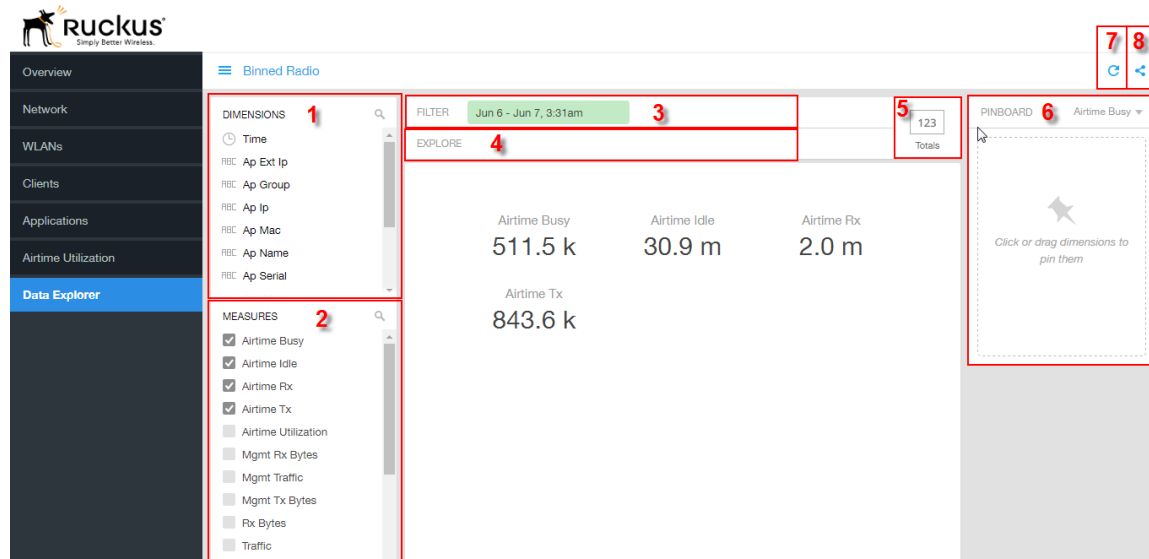 RUCKUS
Simply Better Wireless.
7 8
Overview
Network
WLANs
Clients
Applications
Airtime Utilization
Data Explorer
Binned Radio
DIMENSIONS 1
Time
ABC Ap Ext Ip
ABC Ap Group
ABC Ap Ip
ABC Ap Mac
ABC Ap Name
ABC Ap Serial
MEASURES 2
Airtime Busy
Airtime Idle
Airtime Rx
Airtime Tx
Airtime Utilization
Mgmt Rx Bytes
Mgmt Traffic
Mgmt Tx Bytes
Rx Bytes
Traffic
FILTER Jun 6 - Jun 7, 3:31am 3
EXPLORE 4
5
123
Totals
Airtime Busy
511.5 k
Airtime Idle
30.9 m
Airtime Rx
2.0 m
Airtime Tx
843.6 k
PINBOARD 6 Airtime Busy
Click or drag dimensions to
pin them